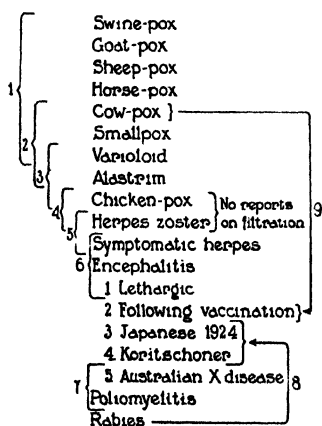 Swine-pox
Goat-pox
Sheep-pox
Horse-pox
1
Cow-pox }
2
Smallpox
3
Varioloid
Alastrim
9
4
Chicken-pox
No reports
5
Herpes zoster
on filtration
Symptomatic herpes
6
Encephalitis
1 Lethargic
2 Following vaccination}
3 Japanese 1924
4 Koritschoner
7
5 Australian X disease
8
Poliomyelitis
Rabies